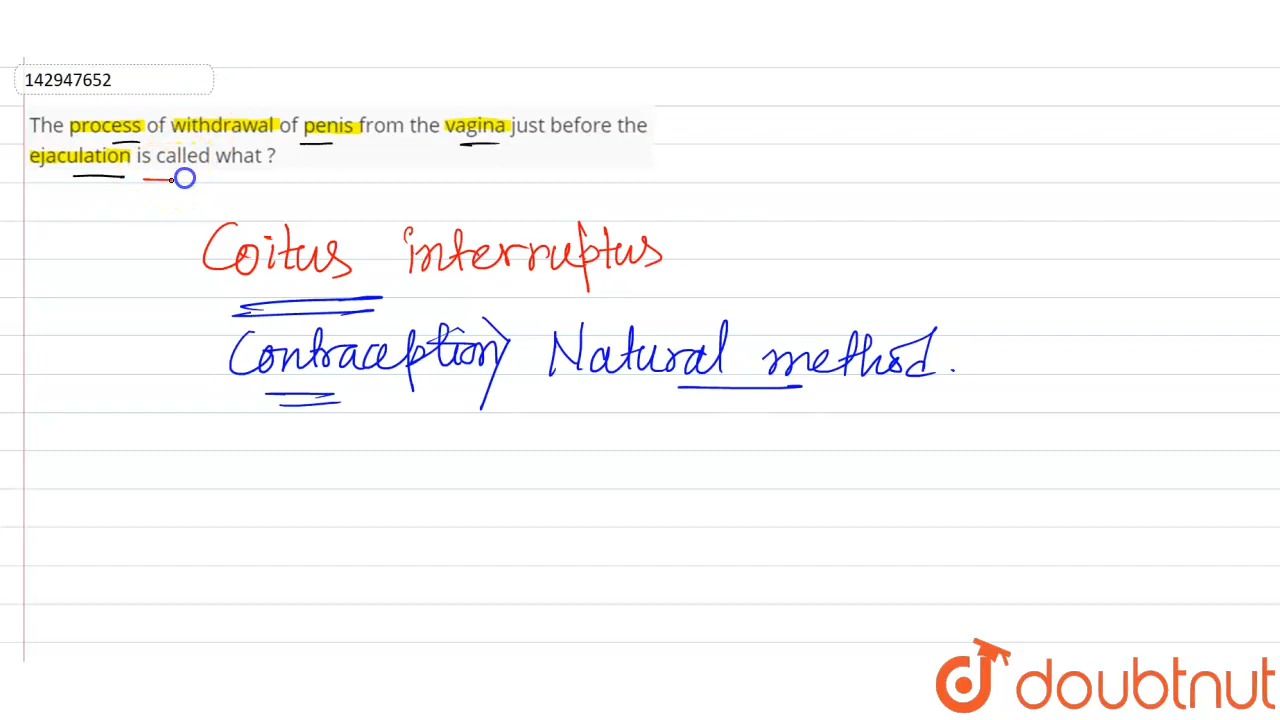 142947652
The process of withdrawal of penis from the vagina just before the
ejaculation is called what ?
Coitus interruptus
Contraception) Natural method.
doubtnut